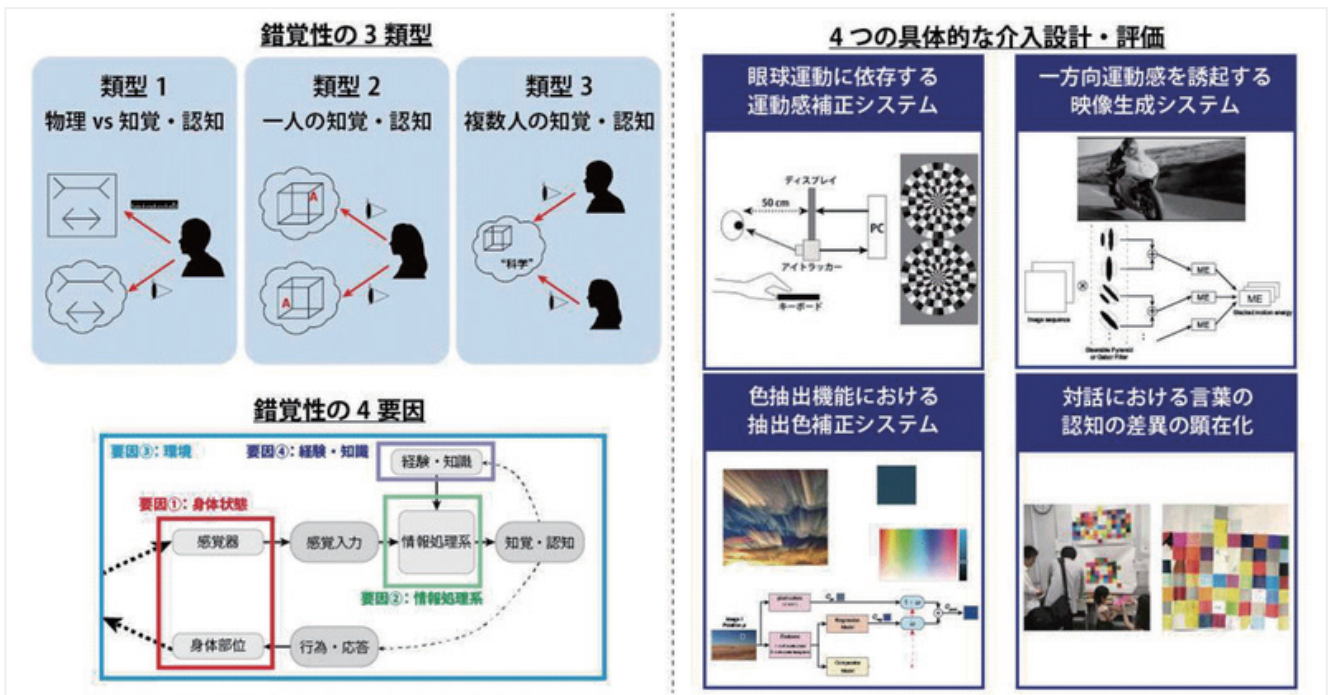 錯覚性の3類型
類型1
物理 vs 知覚・認知
類型2
一人の知覚・認知
A
A
類型3
複数人の知覚・認知
“科学”
錯覚性の4要因
要因③：環境
要因④：経験・知識
経験・知識
要因①：身体状態
感覚器
感覚入力
情報処理系
知覚・認知
要因②：情報処理系
身体部位
行為・応答
4つの具体的な介入設計・評価
眼球運動に依存する
運動感補正システム
ディスプレイ
50 cm
PC
アイトラッカー
キーボード
一方向運動感を誘起する
映像生成システム
ME
ME
ME
ME
Image sequence
Stacked motion energy
Steerable Pyramid
or Gabor Filter
色抽出機能における
抽出色補正システム
Regression
Model
対話における言葉の
認知の差異の顕在化